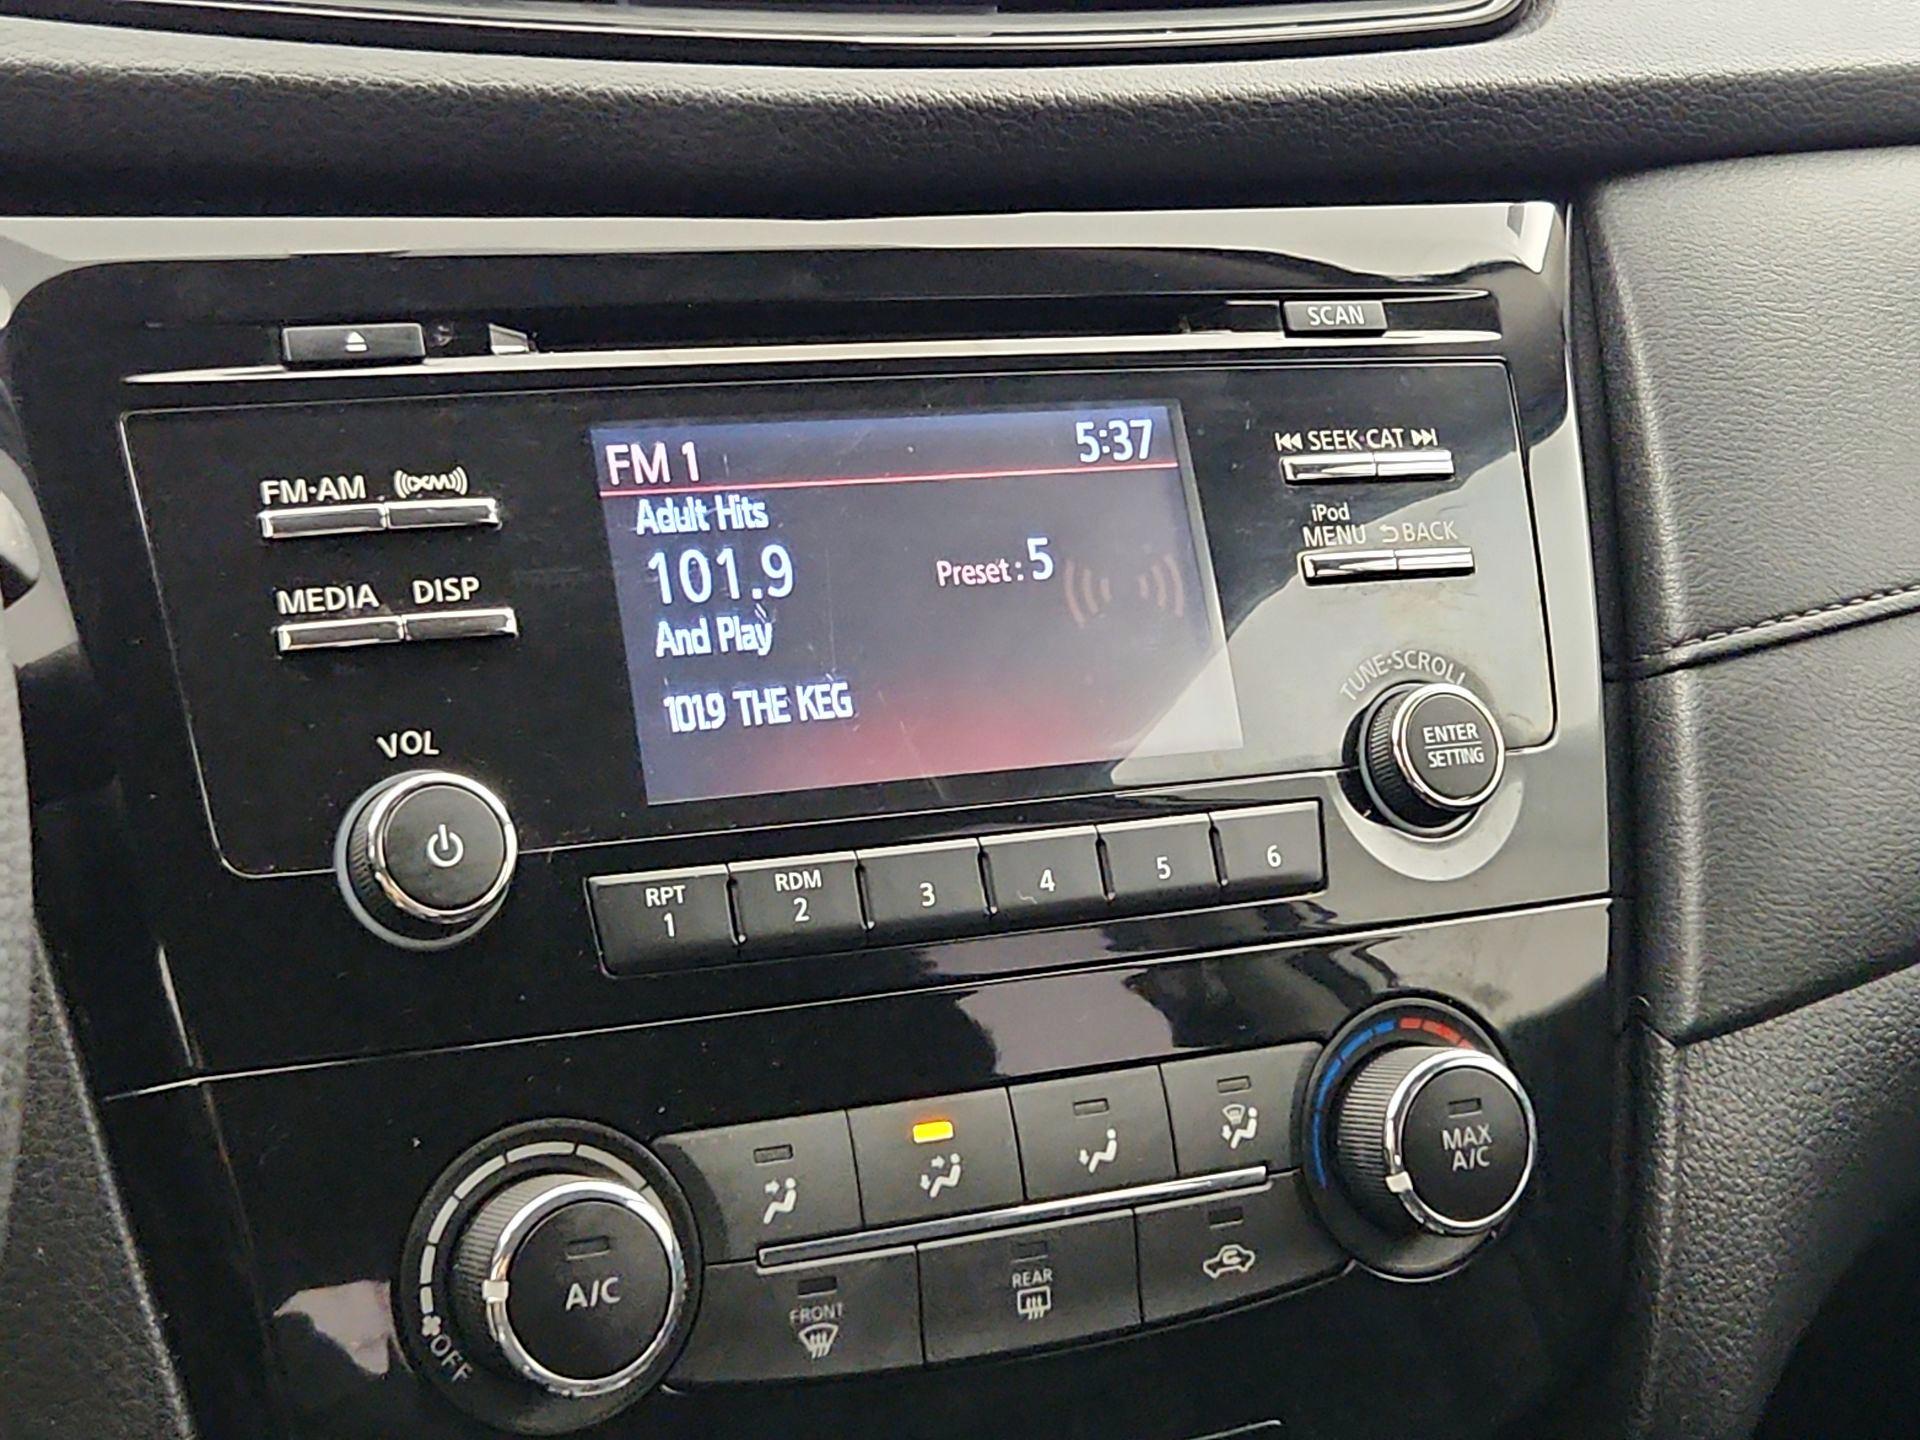 SCAN
FM 1 5:37
Adult Hits
101.9 Preset: 5
And Play
101.9 THE KEG
FM·AM XM
MEDIA DISP
VOL
SEEK·CAT
iPod
MENU BACK
TUNE·SCROLL
ENTER
SETTING
RPT
1
RDM
2
3
4
5
6
A/C
OFF
FRONT
REAR
MAX
A/C